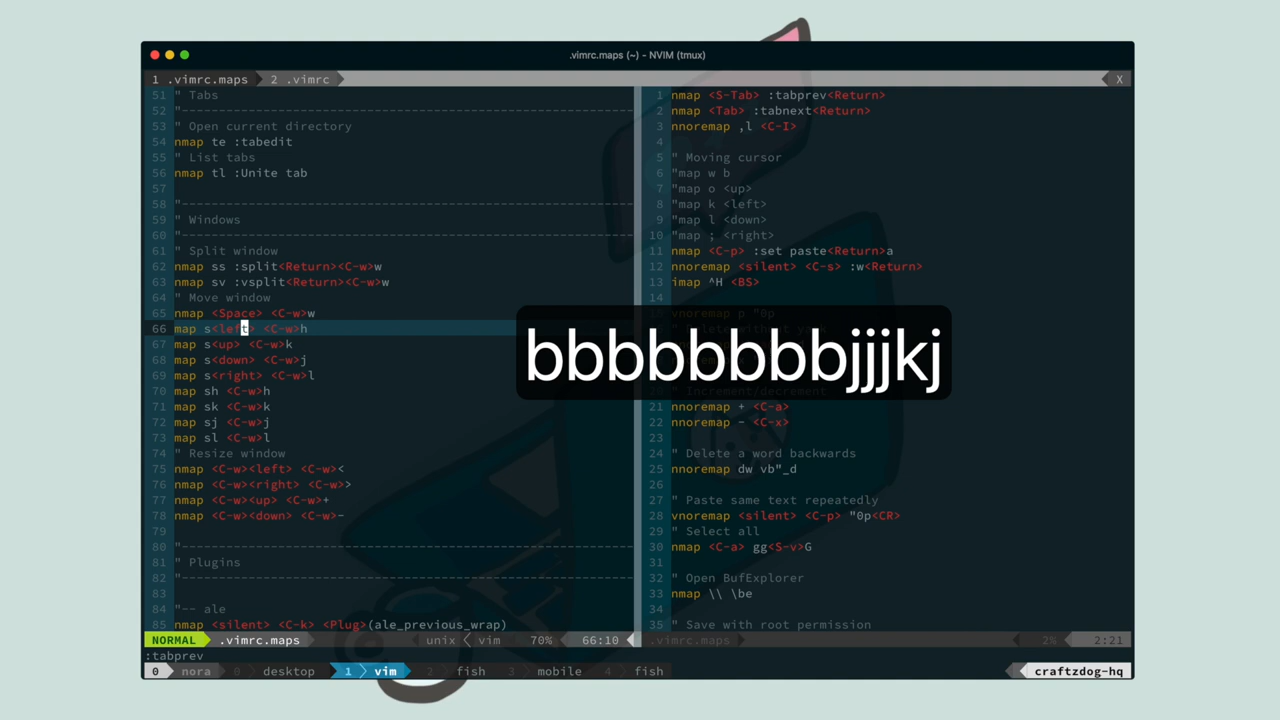 .vimrc.maps (~) - NVIM (tmux)
1 .vimrc.maps 2 .vimrc X
51 " Tabs
52 "--------------------------------------------------------------
53 " Open current directory
54 nmap te :tabedit
55 " List tabs
56 nmap tl :Unite tab
57
58 "--------------------------------------------------------------
59 " Windows
60 "--------------------------------------------------------------
61 " Split window
62 nmap ss :split<Return><C-w>w
63 nmap sv :vsplit<Return><C-w>w
64 " Move window
65 nmap <Space> <C-w>w
66 map s<left> <C-w>h
67 map s<up> <C-w>k
68 map s<down> <C-w>j
69 map s<right> <C-w>l
70 map sh <C-w>h
71 map sk <C-w>k
72 map sj <C-w>j
73 map sl <C-w>l
74 " Resize window
75 nmap <C-w><left> <C-w><
76 nmap <C-w><right> <C-w>>
77 nmap <C-w><up> <C-w>+
78 nmap <C-w><down> <C-w>-
79
80 "--------------------------------------------------------------
81 " Plugins
82 "--------------------------------------------------------------
83
84 "-- ale
85 nmap <silent> <C-k> <Plug>(ale_previous_wrap)
1 nmap <S-Tab> :tabprev<Return>
2 nmap <Tab> :tabnext<Return>
3 nnoremap ,l <C-I>
4
5 " Moving cursor
6 "map w b
7 "map o <up>
8 "map k <left>
9 "map l <down>
10 "map ; <right>
11 nmap <C-p> :set paste<Return>a
12 nnoremap <silent> <C-s> :w<Return>
13 imap ^H <BS>
14
bbbbbbbbjjjkj
21 nnoremap + <C-a>
22 nnoremap - <C-x>
23
24 " Delete a word backwards
25 nnoremap dw vb"_d
26
27 " Paste same text repeatedly
28 vnoremap <silent> <C-p> "0p<CR>
29 " Select all
30 nmap <C-a> gg<S-v>G
31
32 " Open BufExplorer
33 nmap \\ \be
34
35 " Save with root permission
NORMAL .vimrc.maps unix vim 70% 66:10 .vimrc.maps 2% 2:21
:tabprev
0 nora 0 desktop 1 vim 2 fish 3 mobile 4 fish craftzdog-hq